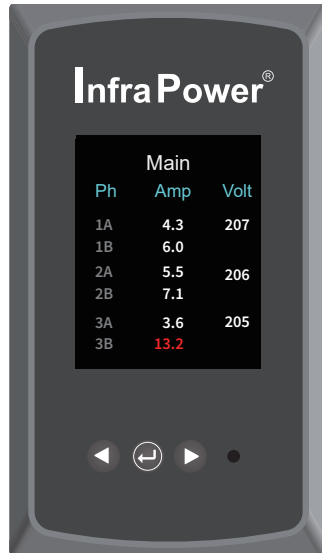 InfraPower®
Main
Ph Amp Volt
1A 4.3 207
1B 6.0
2A 5.5 206
2B 7.1
3A 3.6 205
3B 13.2